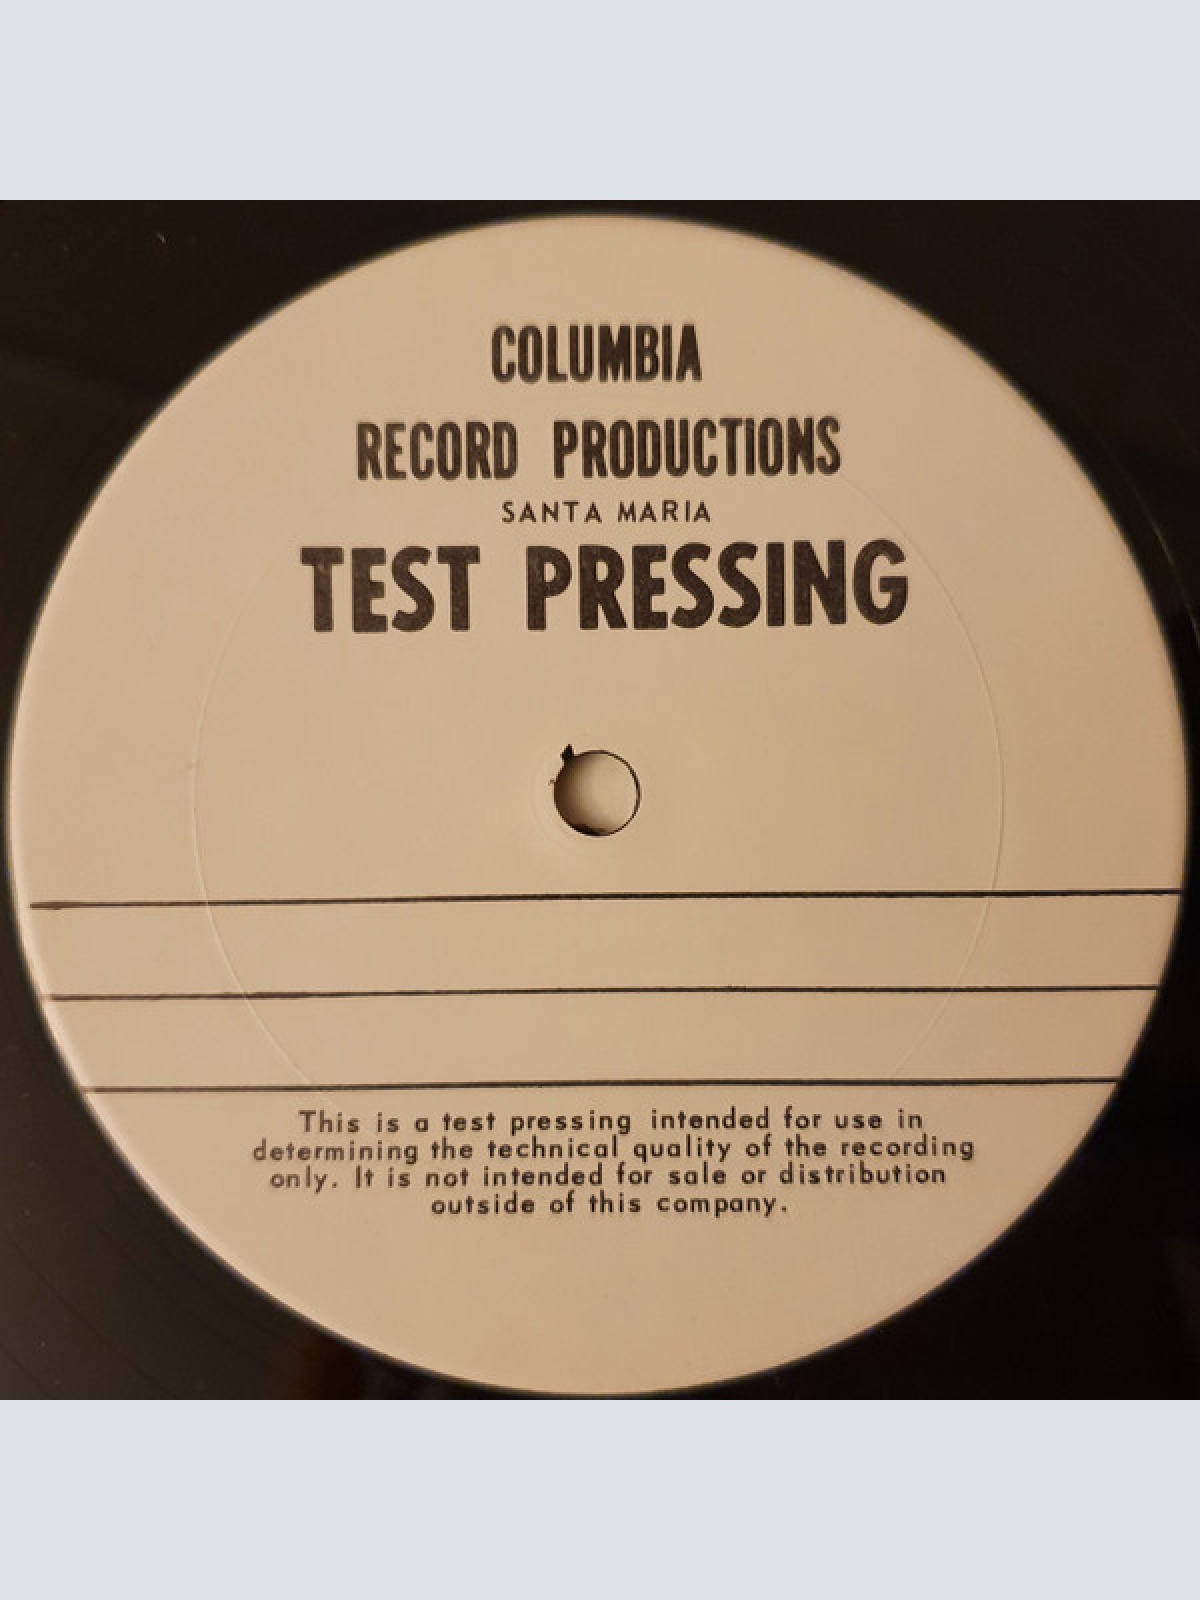 COLUMBIA
RECORD PRODUCTIONS
SANTA MARIA
TEST PRESSING
This is a test pressing intended for use in
determining the technical quality of the recording
only. It is not intended for sale or distribution
outside of this company.